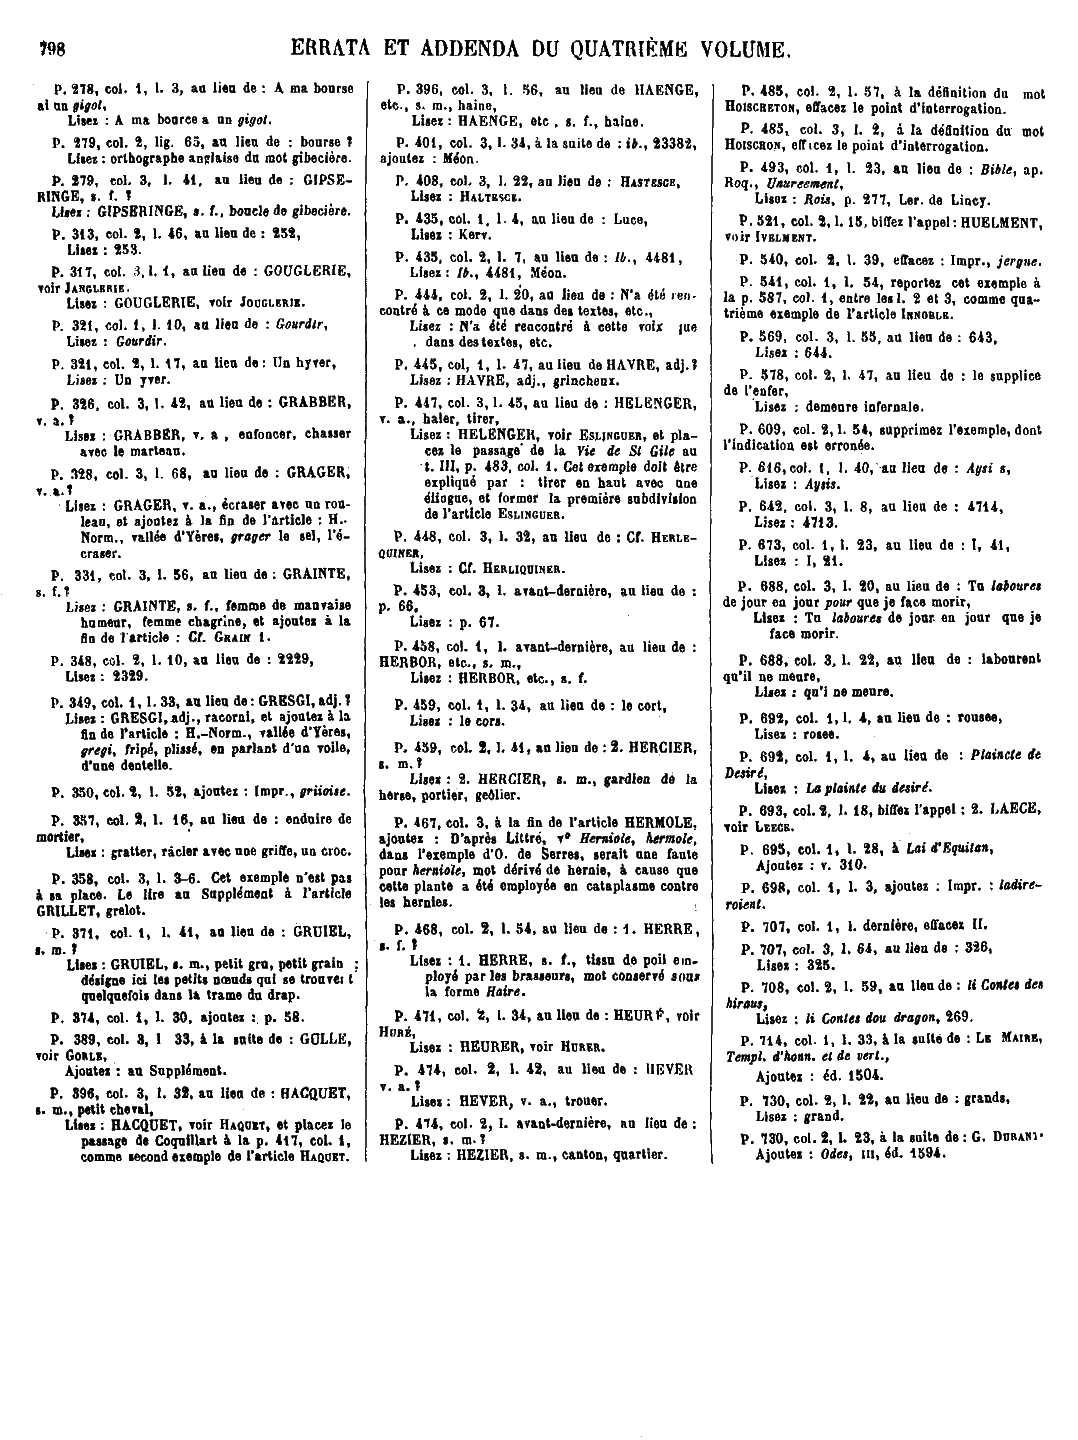 798
ERRATA ET ADDENDA DU QUATRIÈME VOLUME.
P. 278, col. 1, l. 3, au lieu de : A ma bourse
al un gigot,
Lisez : A ma bource a un gigot.
P. 279, col. 2, lig. 65, au lieu de : bourse ?
Lisez : orthographe anglaise du mot gibecière.
P. 279, col. 3, l. 41, au lieu de : GIPSE-
RINGE, s. f. ?
Lisez : GIPSERINGE, s. f., boucle de gibecière.
P. 313, col. 2, l. 46, au lieu de : 252,
Lisez : 253.
P. 317, col. 3, l. 1, au lieu de : GOUGLERIE,
voir JANGLERIE.
Lisez : GOUGLERIE, voir JOUGLERIE.
P. 321, col. 1, l. 10, au lieu de : Gourdir,
Lisez : Gourdir.
P. 321, col. 2, l. 17, au lieu de : Un hyver,
Lisez : Un yver.
P. 326, col. 3, l. 42, au lieu de : GRABBER,
v. a. ?
Lisez : GRABBER, v. a , enfoncer, chasser
avec le marteau.
P. 328, col. 3, l. 68, au lieu de : GRAGER,
v. a. ?
Lisez : GRAGER, v. a., écraser avec un rou-
leau, et ajoutez à la fin de l'article : H.-
Norm., vallée d'Yères, grager le sel, l'é-
craser.
P. 331, col. 3, l. 56, au lieu de : GRAINTE,
s. f. ?
Lisez : GRAINTE, s. f., femme de mauvaise
humeur, femme chagrine, et ajoutez à la
fin de l'article : Cf. GRAIN 1.
P. 348, col. 2, l. 10, au lieu de : 2229,
Lisez : 2329.
P. 349, col. 1, l. 33, au lieu de : GRESGI, adj. ?
Lisez : GRESGI, adj., racorni, et ajoutez à la
fin de l'article : H.-Norm., vallée d'Yères,
gregi, fripé, plissé, en parlant d'un voile,
d'une dentelle.
P. 350, col. 2, l. 52, ajoutez : Impr., griioise.
P. 357, col. 2, l. 16, au lieu de : enduire de
mortier,
Lisez : gratter, râcler avec une griffe, un croc.
P. 358, col. 3, l. 3-6. Cet exemple n'est pas
à sa place. Le lire au Supplément à l'article
GRILLET, grelot.
P. 371, col. 1, l. 41, au lieu de : GRUIEL,
s. m. ?
Lisez : GRUIEL, s. m., petit gru, petit grain ;
désigne ici les petits nœuds qui se trouvent
quelquefois dans la trame du drap.
P. 374, col. 1, l. 30, ajoutez : p. 58.
P. 389, col. 3, l 33, à la suite de : GOLLE,
voir GORLE,
Ajoutez : au Supplément.
P. 396, col. 3, l. 32, au lieu de : HACQUET,
s. m., petit cheval,
Lisez : HACQUET, voir HAQUET, et placez le
passage de Coquillart à la p. 417, col. 1,
comme second exemple de l'article HAQUET.
P. 396, col. 3, l. 56, au lieu de HAENGE,
etc., s. m., haine,
Lisez : HAENGE, etc , s. f., haine.
P. 401, col. 3, l. 34, à la suite de : ib., 23382,
ajoutez : Méon.
P. 408, col. 3, l. 22, au lieu de : HASTESCE,
Lisez : HALTESCE.
P. 435, col. 1, l. 4, au lieu de : Luce,
Lisez : Kerv.
P. 435, col. 2, l. 7, au lieu de : Ib., 4481,
Lisez : Ib., 4481, Méon.
P. 444, col. 2, l. 20, au lieu de : N'a été ren-
contré à ce mode que dans des textes, etc.,
Lisez : N'a été rencontré à cette voix que
dans des textes, etc.
P. 445, col, 1, l. 47, au lieu de HAVRE, adj. ?
Lisez : HAVRE, adj., grincheux.
P. 447, col. 3, l. 45, au lieu de : HELENGER,
v. a., haler, tirer,
Lisez : HELENGER, voir ESLINGUER, et pla-
cez le passage de la Vie de St Gile au
t. III, p. 483, col. 1. Cet exemple doit être
expliqué par : tirer en haut avec une
élingue, et former la première subdivision
de l'article ESLINGUER.
P. 448, col. 3, l. 32, au lieu de : Cf. HERLE-
QUINER,
Lisez : Cf. HERLIQUINER.
P. 453, col. 3, l. avant-dernière, au lieu de :
p. 66,
Lisez : p. 67.
P. 458, col. 1, l. avant-dernière, au lieu de :
HERBOR, etc., s. m.,
Lisez : HERBOR, etc., s. f.
P. 459, col. 1, l. 34, au lieu de : le cort,
Lisez : le cors.
P. 459, col. 2, l. 41, au lieu de : 2. HERCIER,
s. m. ?
Lisez : 2. HERCIER, s. m., gardien de la
herse, portier, geôlier.
P. 467, col. 3, à la fin de l'article HERMOLE,
ajoutez : D'après Littré, vº Herniole, hermole,
dans l'exemple d'O. de Serres, serait une faute
pour herniole, mot dérivé de hernie, à cause que
cette plante a été employée en cataplasme contre
les hernies.
P. 468, col. 2, l. 54, au lieu de : 1. HERRE,
s. f. ?
Lisez : 1. HERRE, s. f., tissu de poil em-
ployé par les brasseurs, mot conservé sous
la forme Haire.
P. 471, col. 2, l. 34, au lieu de : HEURÉ, voir
HURÉ,
Lisez : HEURER, voir HURER.
P. 474, col. 2, l. 42, au lieu de : HEVER
v. a. ?
Lisez : HEVER, v. a., trouer.
P. 474, col. 2, l. avant-dernière, au lieu de :
HEZIER, s. m. ?
Lisez : HEZIER, s. m., canton, quartier.
P. 485, col. 2, l. 57, à la définition du mot
HOISCRETON, effacez le point d'interrogation.
P. 485, col. 3, l. 2, à la définition du mot
HOISCRON, efficez le point d'interrogation.
P. 493, col. 1, l. 23, au lieu de : Bible, ap.
Roq., Unureement,
Lisez : Rois, p. 277, Ler. de Lincy.
P. 521, col. 2, l. 15, biffez l'appel : HUELMENT,
voir IVELMENT.
P. 540, col. 2, l. 39, effacez : Impr., jergue.
P. 541, col. 1, l. 54, reportez cet exemple à
la p. 587, col. 1, entre les l. 2 et 3, comme qua-
trième exemple de l'article INNOBLE.
P. 569, col. 3, l. 55, au lieu de : 643,
Lisez : 644.
P. 578, col. 2, l. 47, au lieu de : le supplice
de l'enfer,
Lisez : demeure infernale.
P. 609, col. 2, l. 54, supprimez l'exemple, dont
l'indication est erronée.
P. 616, col. 1, l. 40, au lieu de : Aysi s,
Lisez : Aysis.
P. 642, col. 3, l. 8, au lieu de : 4714,
Lisez : 4713.
P. 673, col. 1, l. 23, au lieu de : I, 41,
Lisez : I, 21.
P. 688, col. 3, l. 20, au lieu de : Tu laboures
de jour en jour pour que je face morir,
Lisez : Tu laboures de jour en jour que je
face morir.
P. 688, col. 3, l. 22, au lieu de : labourent
qu'il ne meure,
Lisez : qu'i ne meure.
P. 692, col. 1, l. 4, au lieu de : rousee,
Lisez : rosee.
P. 692, col. 1, l. 4, au lieu de : Plaincte de
Desiré,
Lisez : La plainte du desiré.
P. 693, col. 2, l. 18, biffez l'appel : 2. LAECE,
voir LEECE.
P. 695, col. 1, l. 28, à Lai d'Equitan,
Ajoutez : v. 310.
P. 698, col. 1, l. 3, ajoutez : Impr. : ladire-
roient.
P. 707, col. 1, l. dernière, effacez II.
P. 707, col. 3, l. 64, au lieu de : 326,
Lisez : 325.
P. 708, col. 2, l. 59, au lieu de : li Contes des
hiraus,
Lisez : li Contes dou dragon, 269.
P. 714, col. 1, l. 33, à la suite de : LE MAIRE,
Templ. d'honn. et de vert.,
Ajoutez : éd. 1504.
P. 730, col. 2, l. 22, au lieu de : grands,
Lisez : grand.
P. 730, col. 2, l. 23, à la suite de : G. DURANT
Ajoutez : Odes, III, éd. 1594.